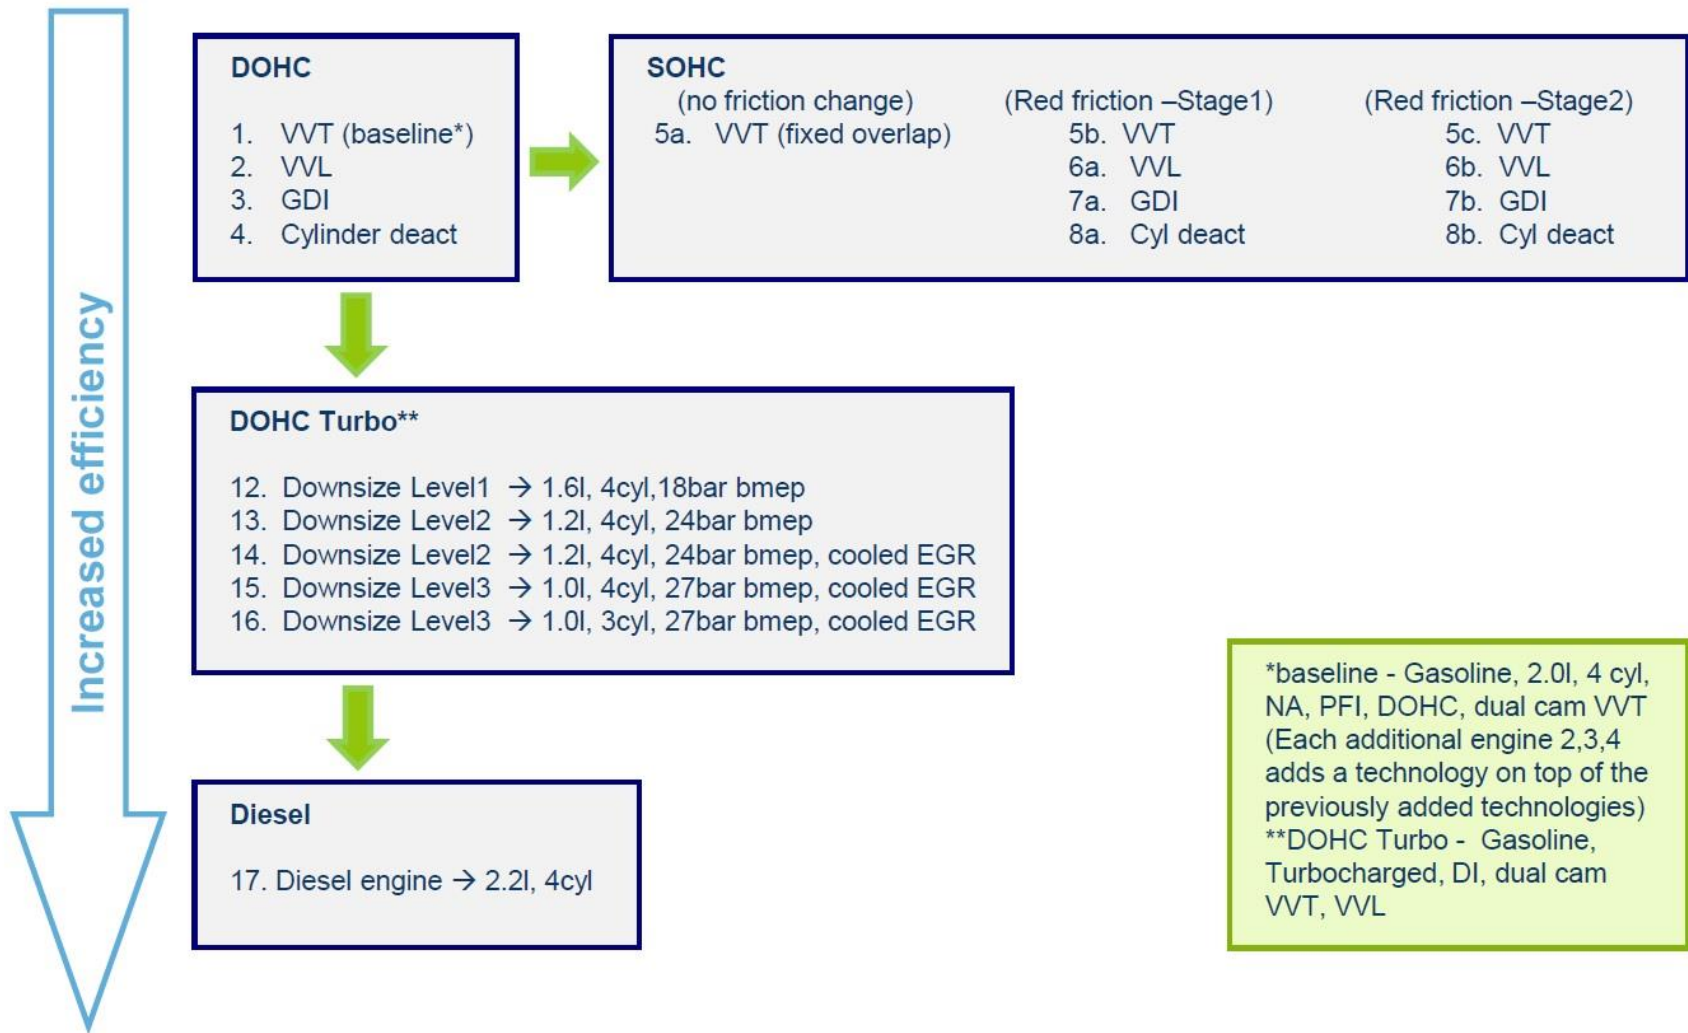 Increased efficiency
DOHC
1. VVT (baseline*)
2. VVL
3. GDI
4. Cylinder deact
SOHC
(no friction change)
5a. VVT (fixed overlap)
(Red friction –Stage1)
5b. VVT
6a. VVL
7a. GDI
8a. Cyl deact
(Red friction –Stage2)
5c. VVT
6b. VVL
7b. GDI
8b. Cyl deact
DOHC Turbo**
12. Downsize Level1 → 1.6l, 4cyl,18bar bmep
13. Downsize Level2 → 1.2l, 4cyl, 24bar bmep
14. Downsize Level2 → 1.2l, 4cyl, 24bar bmep, cooled EGR
15. Downsize Level3 → 1.0l, 4cyl, 27bar bmep, cooled EGR
16. Downsize Level3 → 1.0l, 3cyl, 27bar bmep, cooled EGR
Diesel
17. Diesel engine → 2.2l, 4cyl
*baseline - Gasoline, 2.0l, 4 cyl,
NA, PFI, DOHC, dual cam VVT
(Each additional engine 2,3,4
adds a technology on top of the
previously added technologies)
**DOHC Turbo - Gasoline,
Turbocharged, DI, dual cam
VVT, VVL